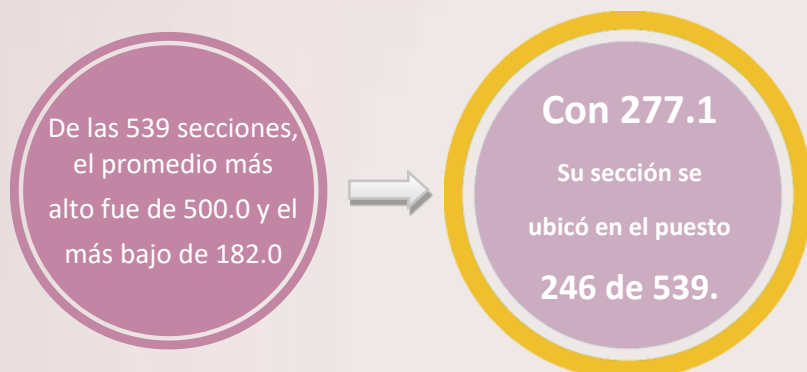 De las 539 secciones,
el promedio más
alto fue de 500.0 y el
más bajo de 182.0
Con 277.1
Su sección se
ubicó en el puesto
246 de 539.